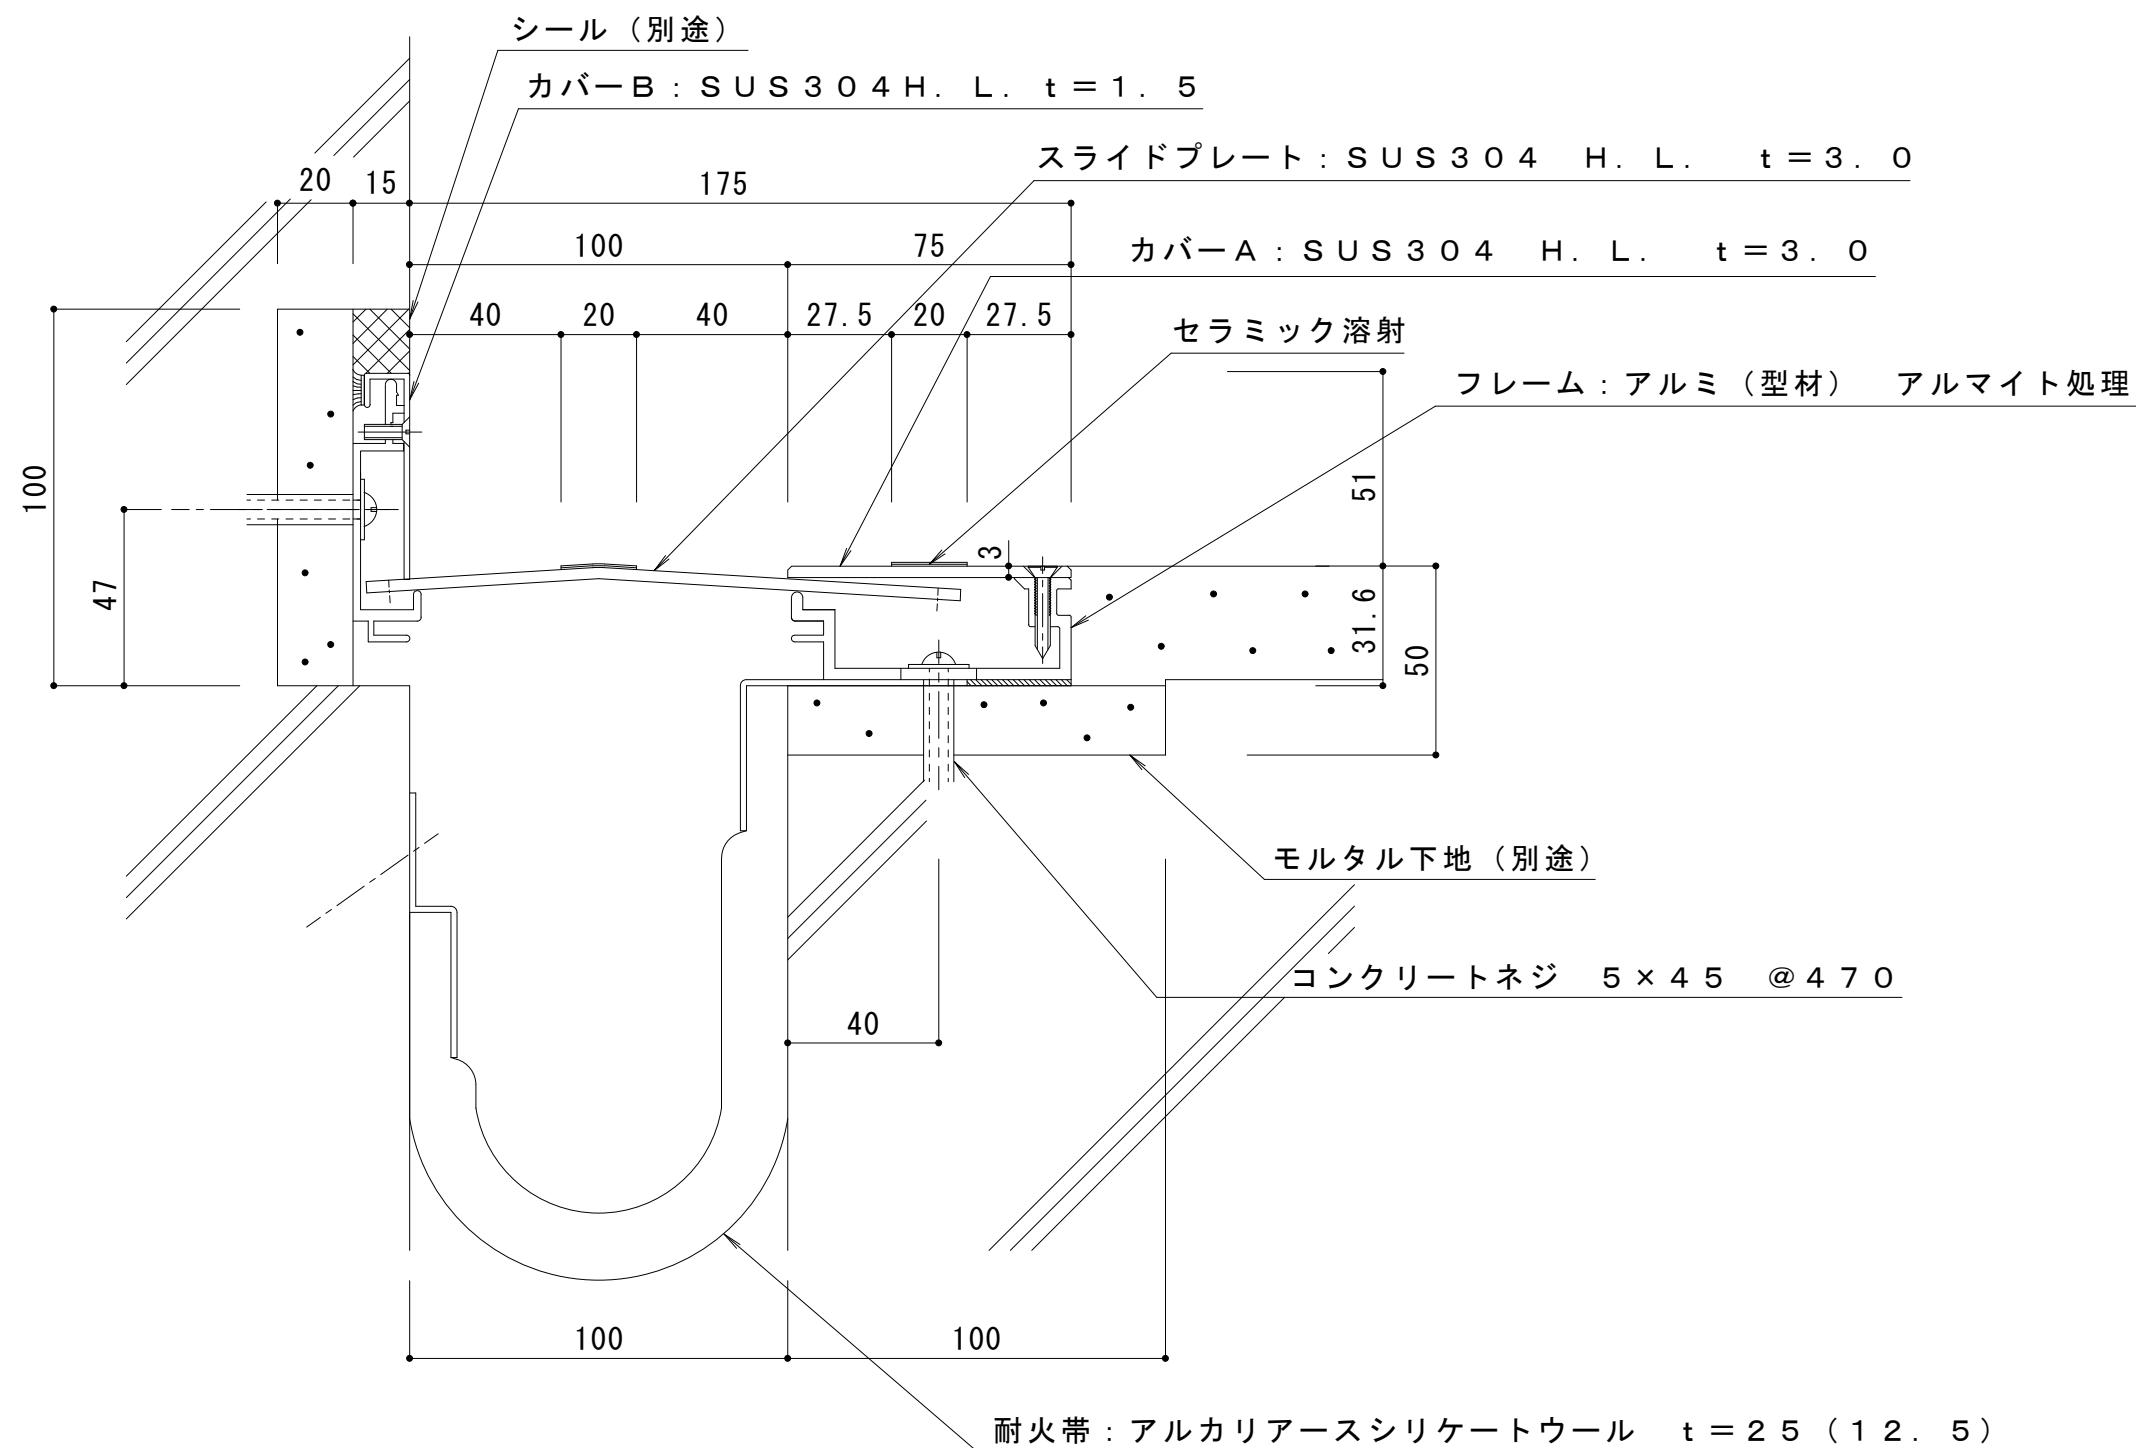 シール（別途）
カバーB：SUS304H.L. t＝1.5
スライドプレート：SUS304 H.L. t＝3.0
20 15 175
100 75
カバーA：SUS304 H.L. t＝3.0
40 20 40 27.5 20 27.5
セラミック溶射
フレーム：アルミ（型材） アルマイト処理
100
51
47
3
31.6
50
モルタル下地（別途）
コンクリートネジ 5×45 @470
40
100 100
耐火帯：アルカリアースシリケートウール t＝25（12.5）